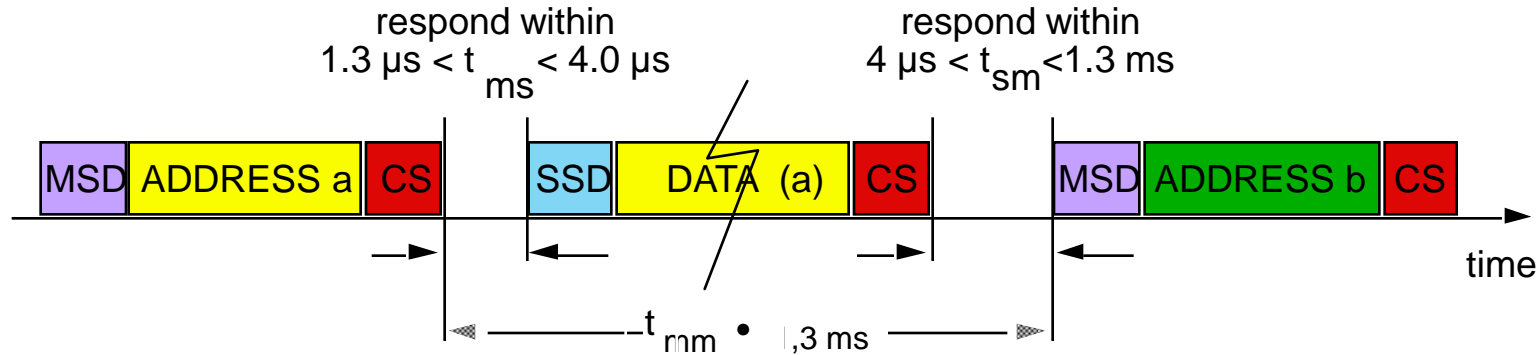 respond within
1.3 µs < t ms < 4.0 µs
respond within
4 µs < tsm<1.3 ms
MSD ADDRESS a CS SSD DATA (a) CS MSD ADDRESS b CS
time
t mm • ,3 ms